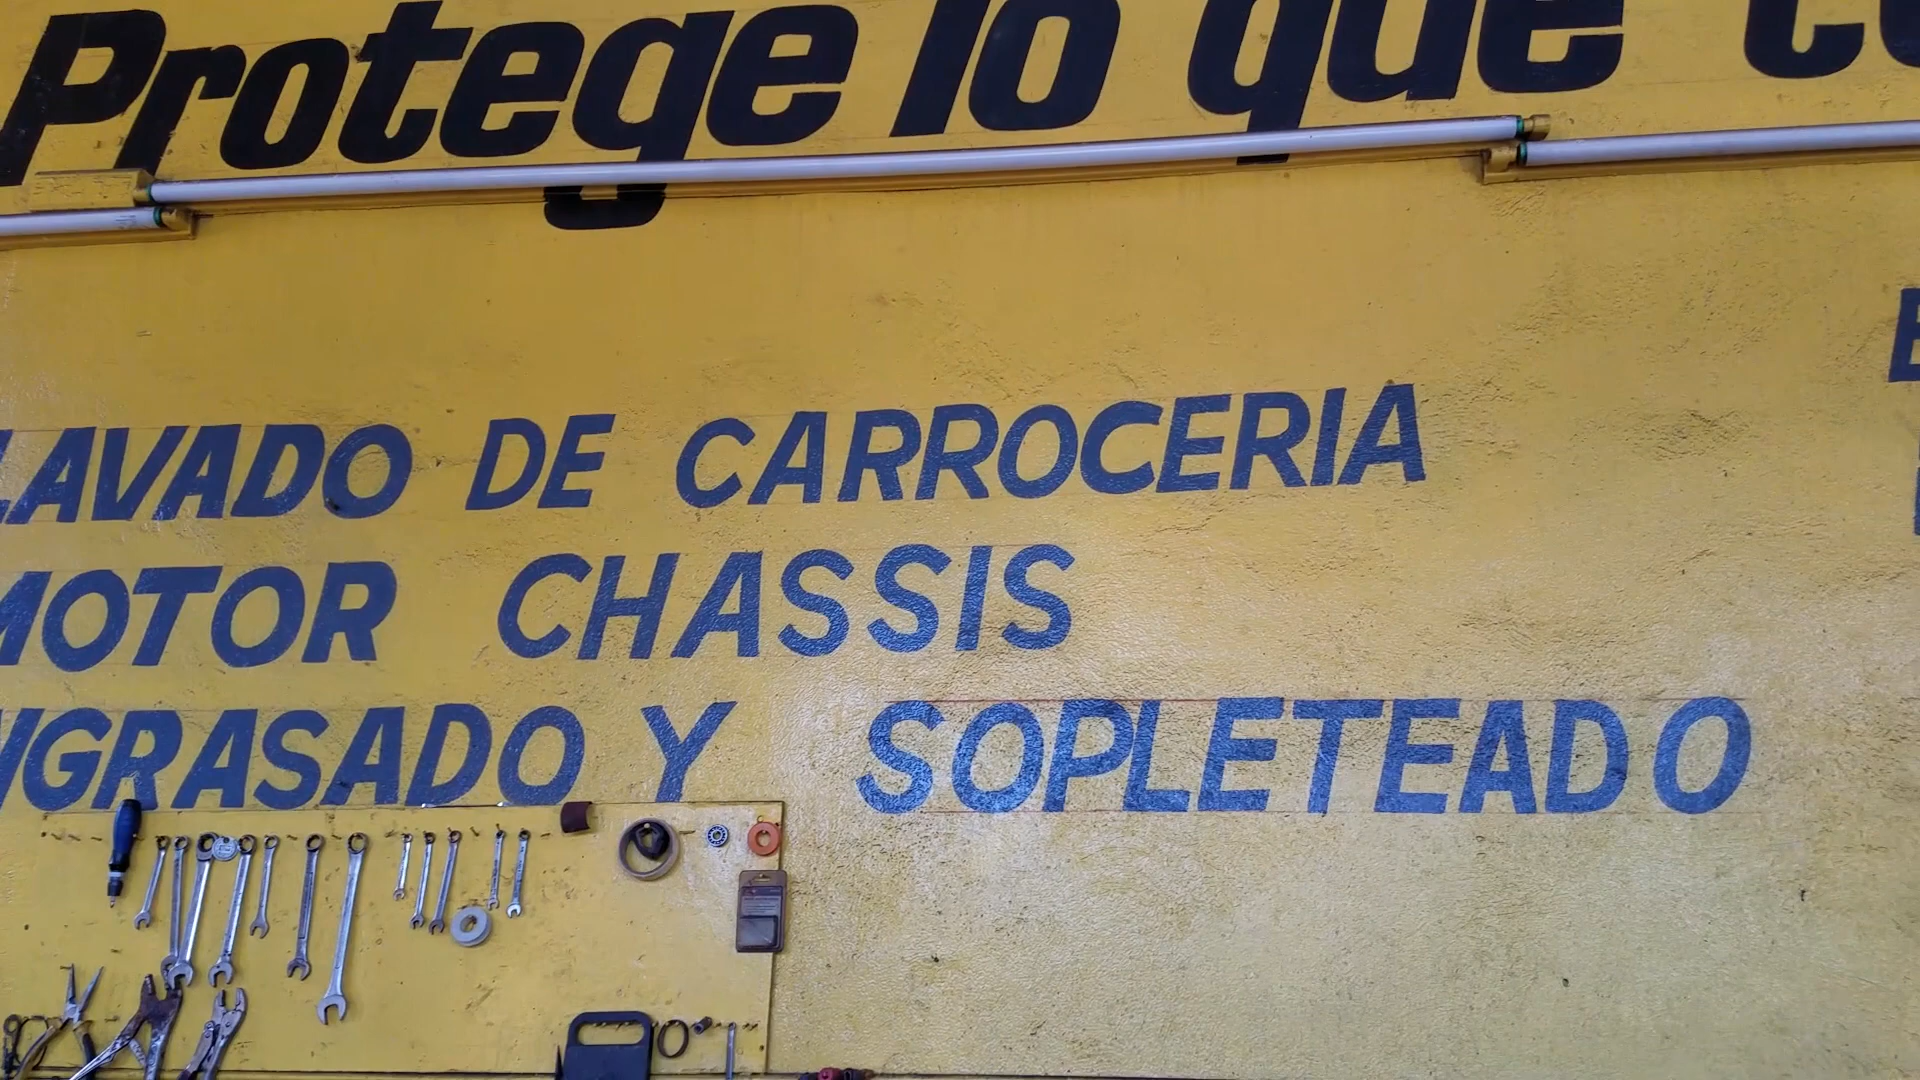 Protege lo que
LAVADO DE CARROCERIA
MOTOR CHASSIS
NGRASADO Y SOPLETEADO